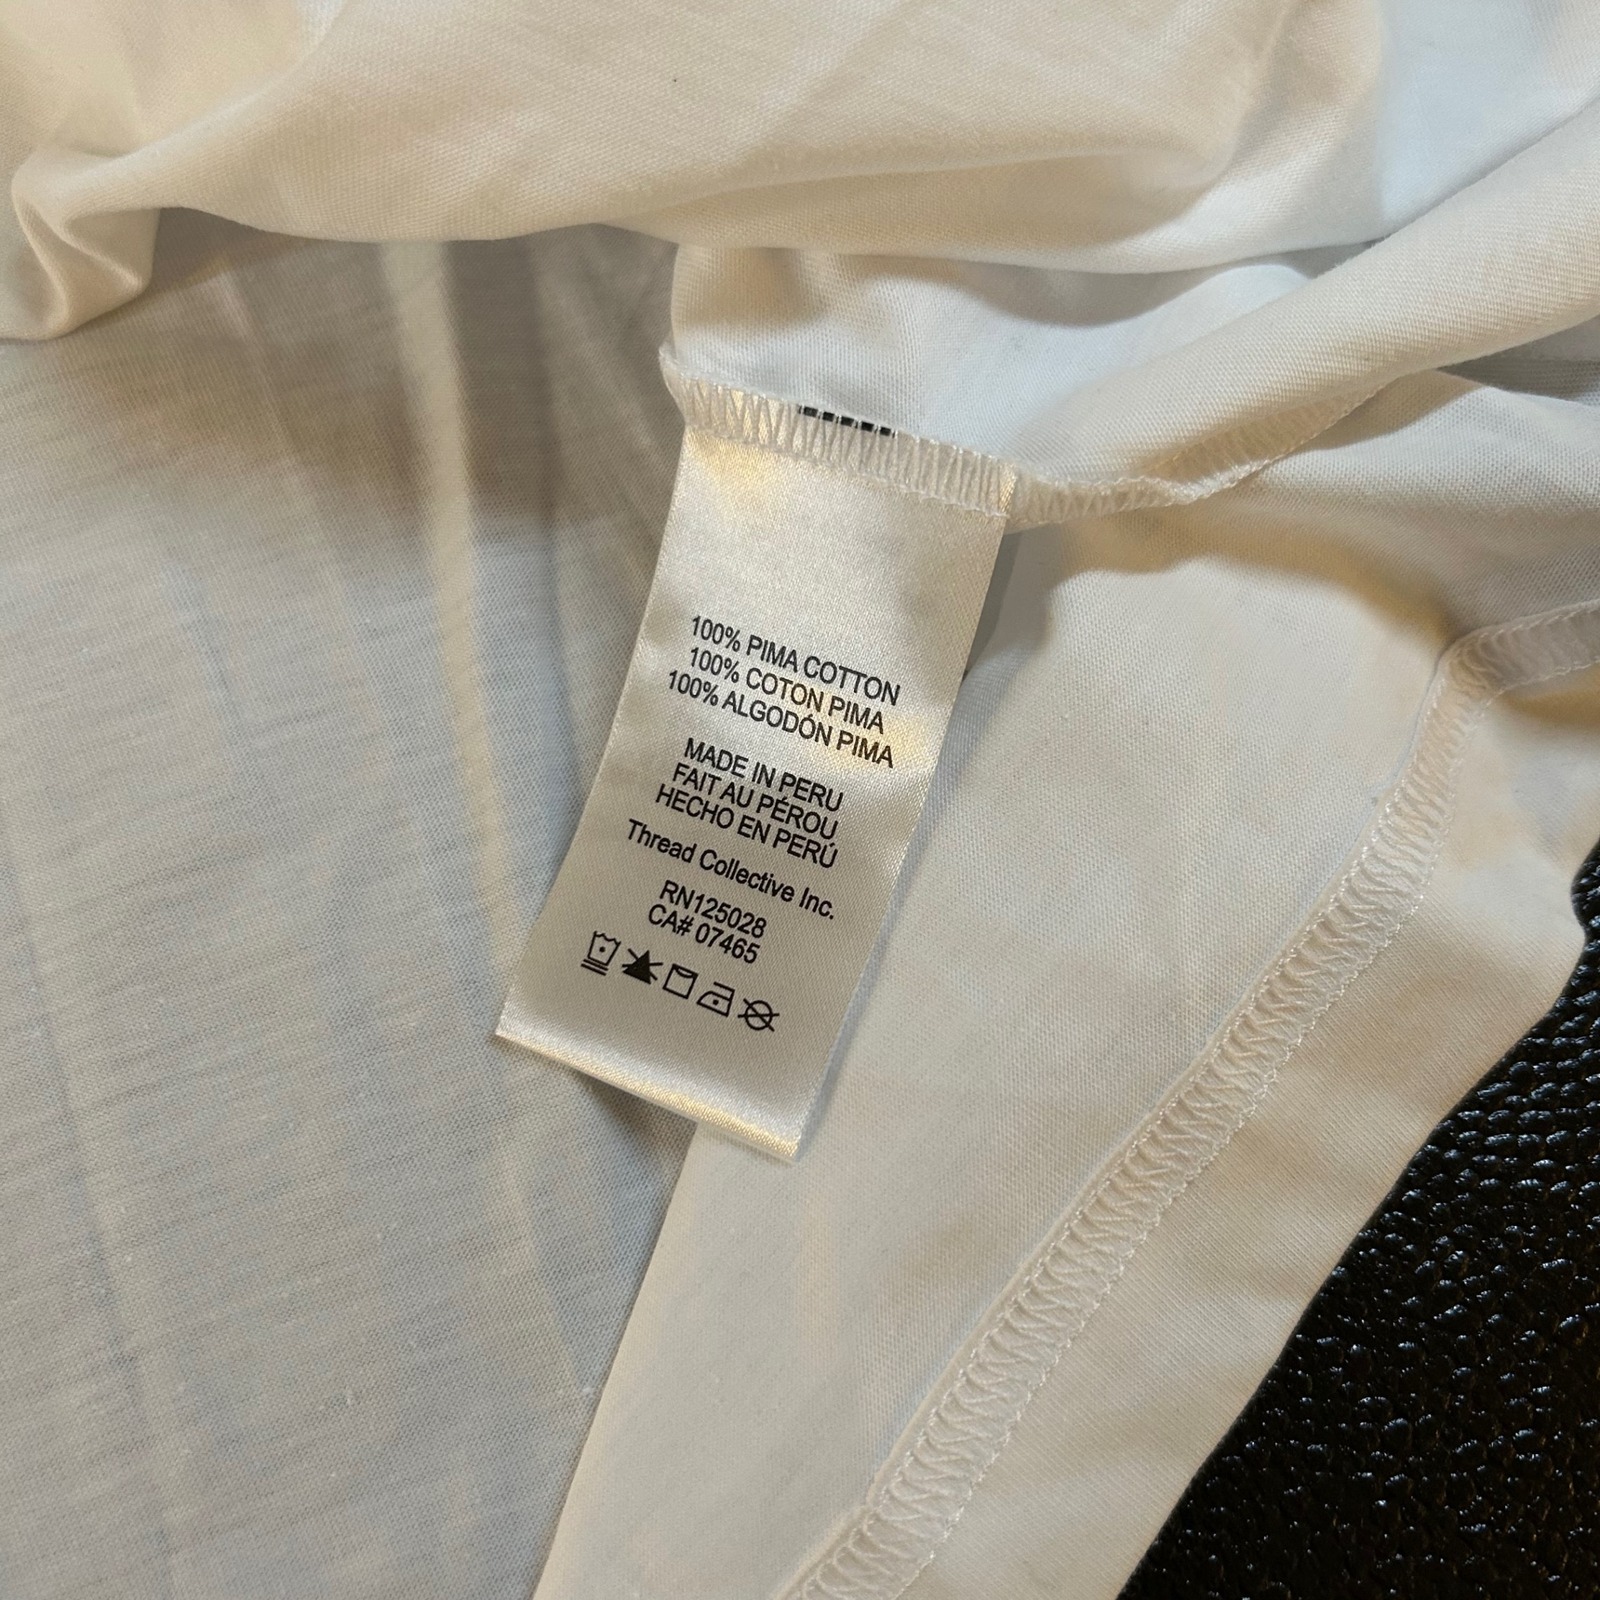 100% PIMA COTTON
100% COTON PIMA
100% ALGODÓN PIMA
MADE IN PERU
FAIT AU PÉROU
HECHO EN PERÚ
Thread Collective Inc.
RN125028
CA# 07465